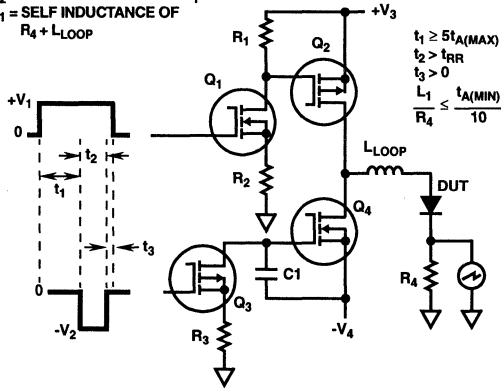 1 = SELF INDUCTANCE OF
R4 + LLOOP
+V3
R1
Q2
t1 ≥ 5tA(MAX)
t2 > tRR
t3 > 0
L1/R4 ≤ tA(MIN)/10
Q1
+V1
0
t2
t1
R2
LLOOP
DUT
Q4
t3
C1
R4
0
Q3
-V2
R3
-V4